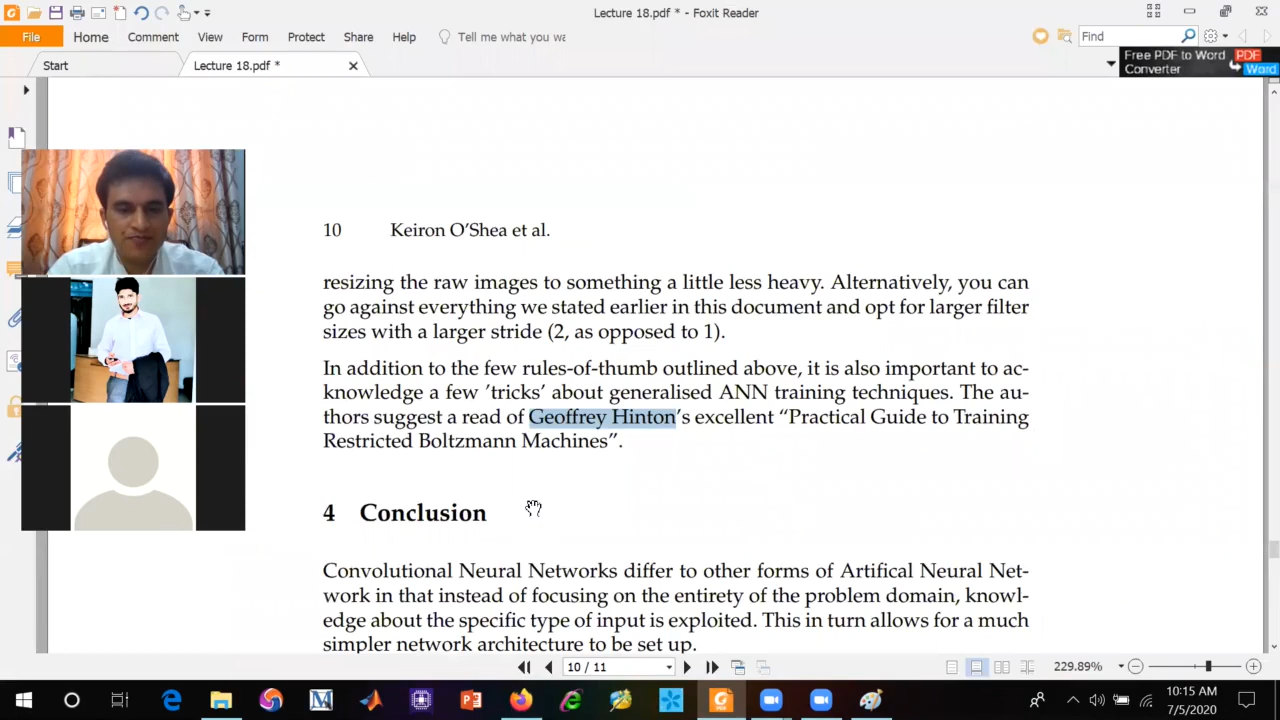 Lecture 18.pdf * - Foxit Reader
File Home Comment View Form Protect Share Help Tell me what you wa Find
Start Lecture 18.pdf *
Free PDF to Word Converter PDF Word
10 Keiron O'Shea et al.
resizing the raw images to something a little less heavy. Alternatively, you can
go against everything we stated earlier in this document and opt for larger filter
sizes with a larger stride (2, as opposed to 1).
In addition to the few rules-of-thumb outlined above, it is also important to ac-
knowledge a few 'tricks' about generalised ANN training techniques. The au-
thors suggest a read of Geoffrey Hinton's excellent “Practical Guide to Training
Restricted Boltzmann Machines”.
4 Conclusion
Convolutional Neural Networks differ to other forms of Artifical Neural Net-
work in that instead of focusing on the entirety of the problem domain, knowl-
edge about the specific type of input is exploited. This in turn allows for a much
simpler network architecture to be set up.
10 / 11 229.89%
10:15 AM
7/5/2020